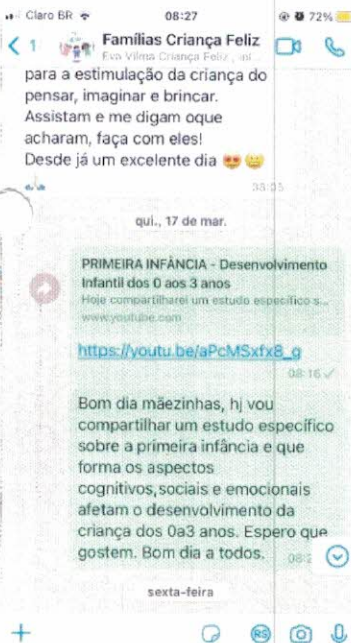 Claro BR
08:27
72%
1
Famílias Criança Feliz
Eva Vilma Criança Feliz
para a estimulação da criança do
pensar, imaginar e brincar.
Assistam e me digam oque
acharam, faça com eles!
Desde já um excelente dia 😍😄
qui., 17 de mar.
PRIMEIRA INFÂNCIA - Desenvolvimento
Infantil dos 0 aos 3 anos
Hoje compartilharei um estudo específico s...
www.youtube.com
https://youtu.be/aPcMSxfx8_g
08:16
Bom dia mãezinhas, hj vou
compartilhar um estudo específico
sobre a primeira infância e que
forma os aspectos
cognitivos,sociais e emocionais
afetam o desenvolvimento da
criança dos 0a3 anos. Espero que
gostem. Bom dia a todos.
sexta-feira